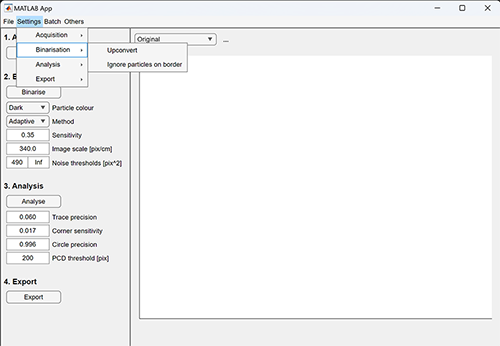 MATLAB App
File Settings Batch Others
Acquisition
Binarisation
Analysis
Export
Upconvert
Ignore particles on border
Original
...
1. A
2. B
Binarise
Dark Particle colour
Adaptive Method
0.35 Sensitivity
340.0 Image scale [pix/cm]
490 Inf Noise thresholds [pix^2]
3. Analysis
Analyse
0.060 Trace precision
0.017 Corner sensitivity
0.996 Circle precision
200 PCD threshold [pix]
4. Export
Export